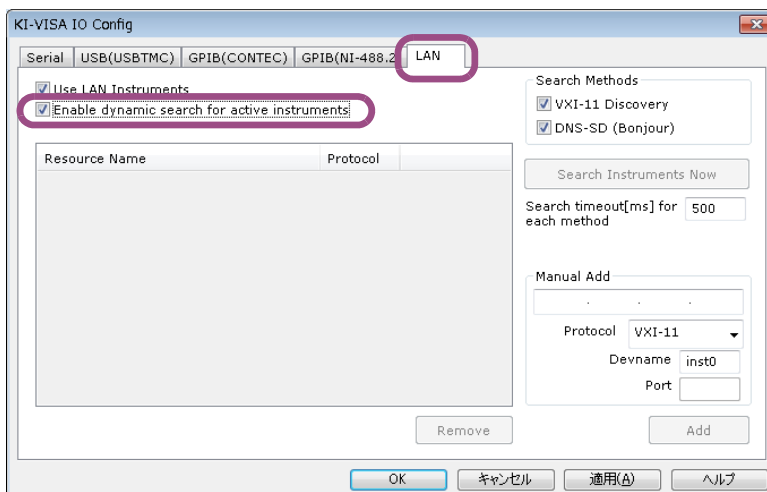 KI-VISA IO Config
Serial USB(USBTMC) GPIB(CONTEC) GPIB(NI-488.2 LAN
Use LAN Instruments
Enable dynamic search for active instruments
Resource Name Protocol
Search Methods
VXI-11 Discovery
DNS-SD (Bonjour)
Search Instruments Now
Search timeout[ms] for
each method
500
Manual Add
. . .
Protocol VXI-11
Devname inst0
Port
Remove Add
OK キャンセル 適用(A) ヘルプ